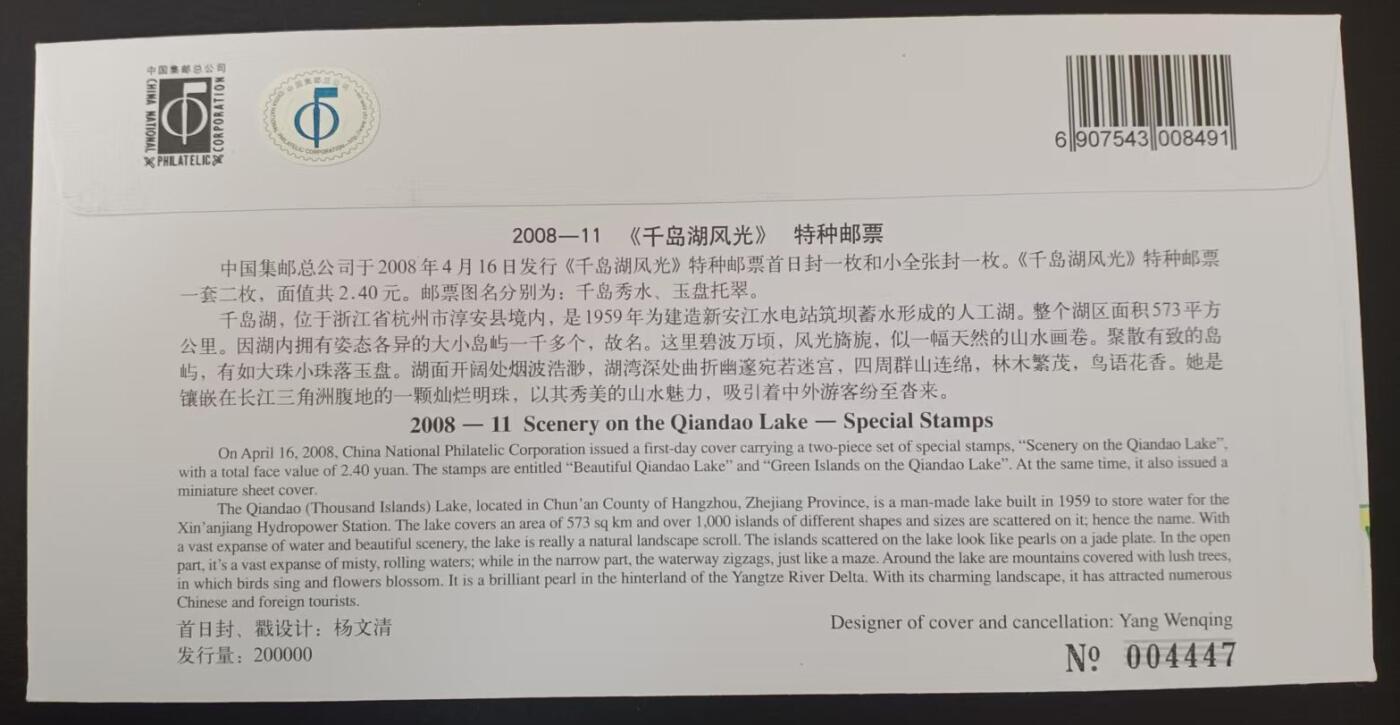 中国集邮总公司
CHINA NATIONAL
PHILATELIC
CORPORATION
中国集邮总公司
6 907543 008491
2008—11 《千岛湖风光》 特种邮票
中国集邮总公司于2008年4月16日发行《千岛湖风光》特种邮票首日封一枚和小全张封一枚。《千岛湖风光》特种邮票
一套二枚，面值共2.40元。邮票图名分别为：千岛秀水、玉盘托翠。
千岛湖，位于浙江省杭州市淳安县境内，是1959年为建造新安江水电站筑坝蓄水形成的人工湖。整个湖区面积573平方
公里。因湖内拥有姿态各异的大小岛屿一千多个，故名。这里碧波万顷，风光旖旎，似一幅天然的山水画卷。聚散有致的岛
屿，有如大珠小珠落玉盘。湖面开阔处烟波浩渺，湖湾深处曲折幽邃宛若迷宫，四周群山连绵，林木繁茂，鸟语花香。她是
镶嵌在长江三角洲腹地的一颗灿烂明珠，以其秀美的山水魅力，吸引着中外游客纷至沓来。
2008 — 11 Scenery on the Qiandao Lake — Special Stamps
On April 16, 2008, China National Philatelic Corporation issued a first-day cover carrying a two-piece set of special stamps, “Scenery on the Qiandao Lake”,
with a total face value of 2.40 yuan. The stamps are entitled “Beautiful Qiandao Lake” and “Green Islands on the Qiandao Lake”. At the same time, it also issued a
miniature sheet cover.
The Qiandao (Thousand Islands) Lake, located in Chun’an County of Hangzhou, Zhejiang Province, is a man-made lake built in 1959 to store water for the
Xin’anjiang Hydropower Station. The lake covers an area of 573 sq km and over 1,000 islands of different shapes and sizes are scattered on it; hence the name. With
a vast expanse of water and beautiful scenery, the lake is really a natural landscape scroll. The islands scattered on the lake look like pearls on a jade plate. In the open
part, it’s a vast expanse of misty, rolling waters; while in the narrow part, the waterway zigzags, just like a maze. Around the lake are mountains covered with lush trees,
in which birds sing and flowers blossom. It is a brilliant pearl in the hinterland of the Yangtze River Delta. With its charming landscape, it has attracted numerous
Chinese and foreign tourists.
首日封、戳设计：杨文清
Designer of cover and cancellation: Yang Wenqing
发行量：200000
Nº 004447